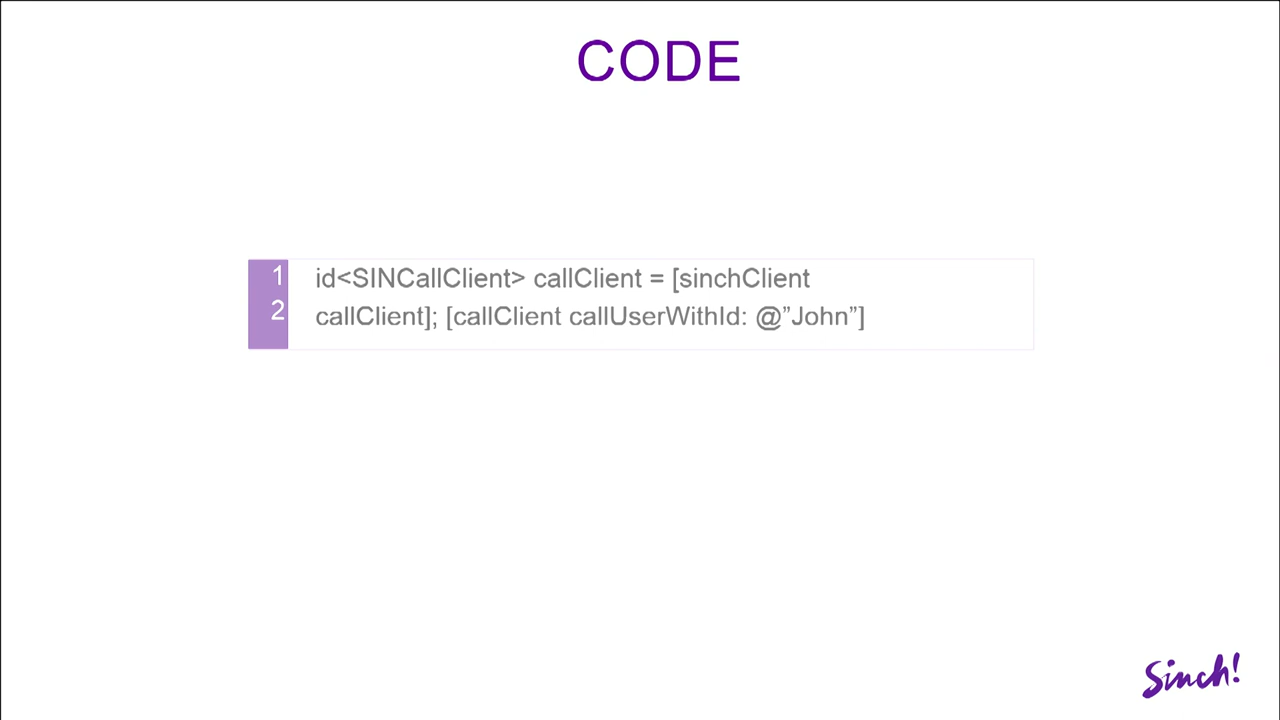 CODE
1 id<SINCallClient> callClient = [sinchClient
2 callClient]; [callClient callUserWithId: @”John”]
Sinch!